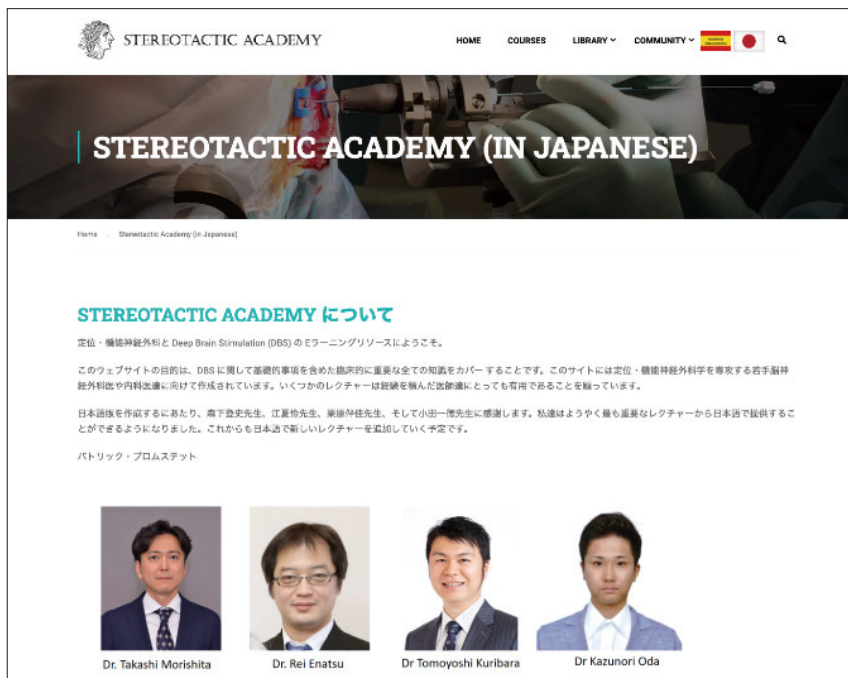 STEREOTACTIC ACADEMY
HOME COURSES LIBRARY COMMUNITY
STEREOTACTIC ACADEMY (IN JAPANESE)
Home Stereotactic Academy (in Japanese)
STEREOTACTIC ACADEMY について
定位・機能神経外科と Deep Brain Stimulation (DBS) の Eラーニングリソースにようこそ。
このウェブサイトの目的は、DBS に関して基礎的事項を含めた臨床的に重要な全ての知識をカバー することです。このサイトには定位・機能神経外科学を専攻する若手脳神
経外科医や内科医達に向けて作成されています。いくつかのレクチャーは経験を積んだ医師達にとっても有用であることを願っています。
日本語版を作成するにあたり、森下登史先生、江夏怜先生、栗原伴佳先生、そして小田一徳先生に感謝します。私達はようやく最も重要なレクチャーから日本語で提供するこ
とができるようになりました。これからも日本語で新しいレクチャーを追加していく予定です。
パトリック・ブロムステット
Dr. Takashi Morishita
Dr. Rei Enatsu
Dr Tomoyoshi Kuribara
Dr Kazunori Oda